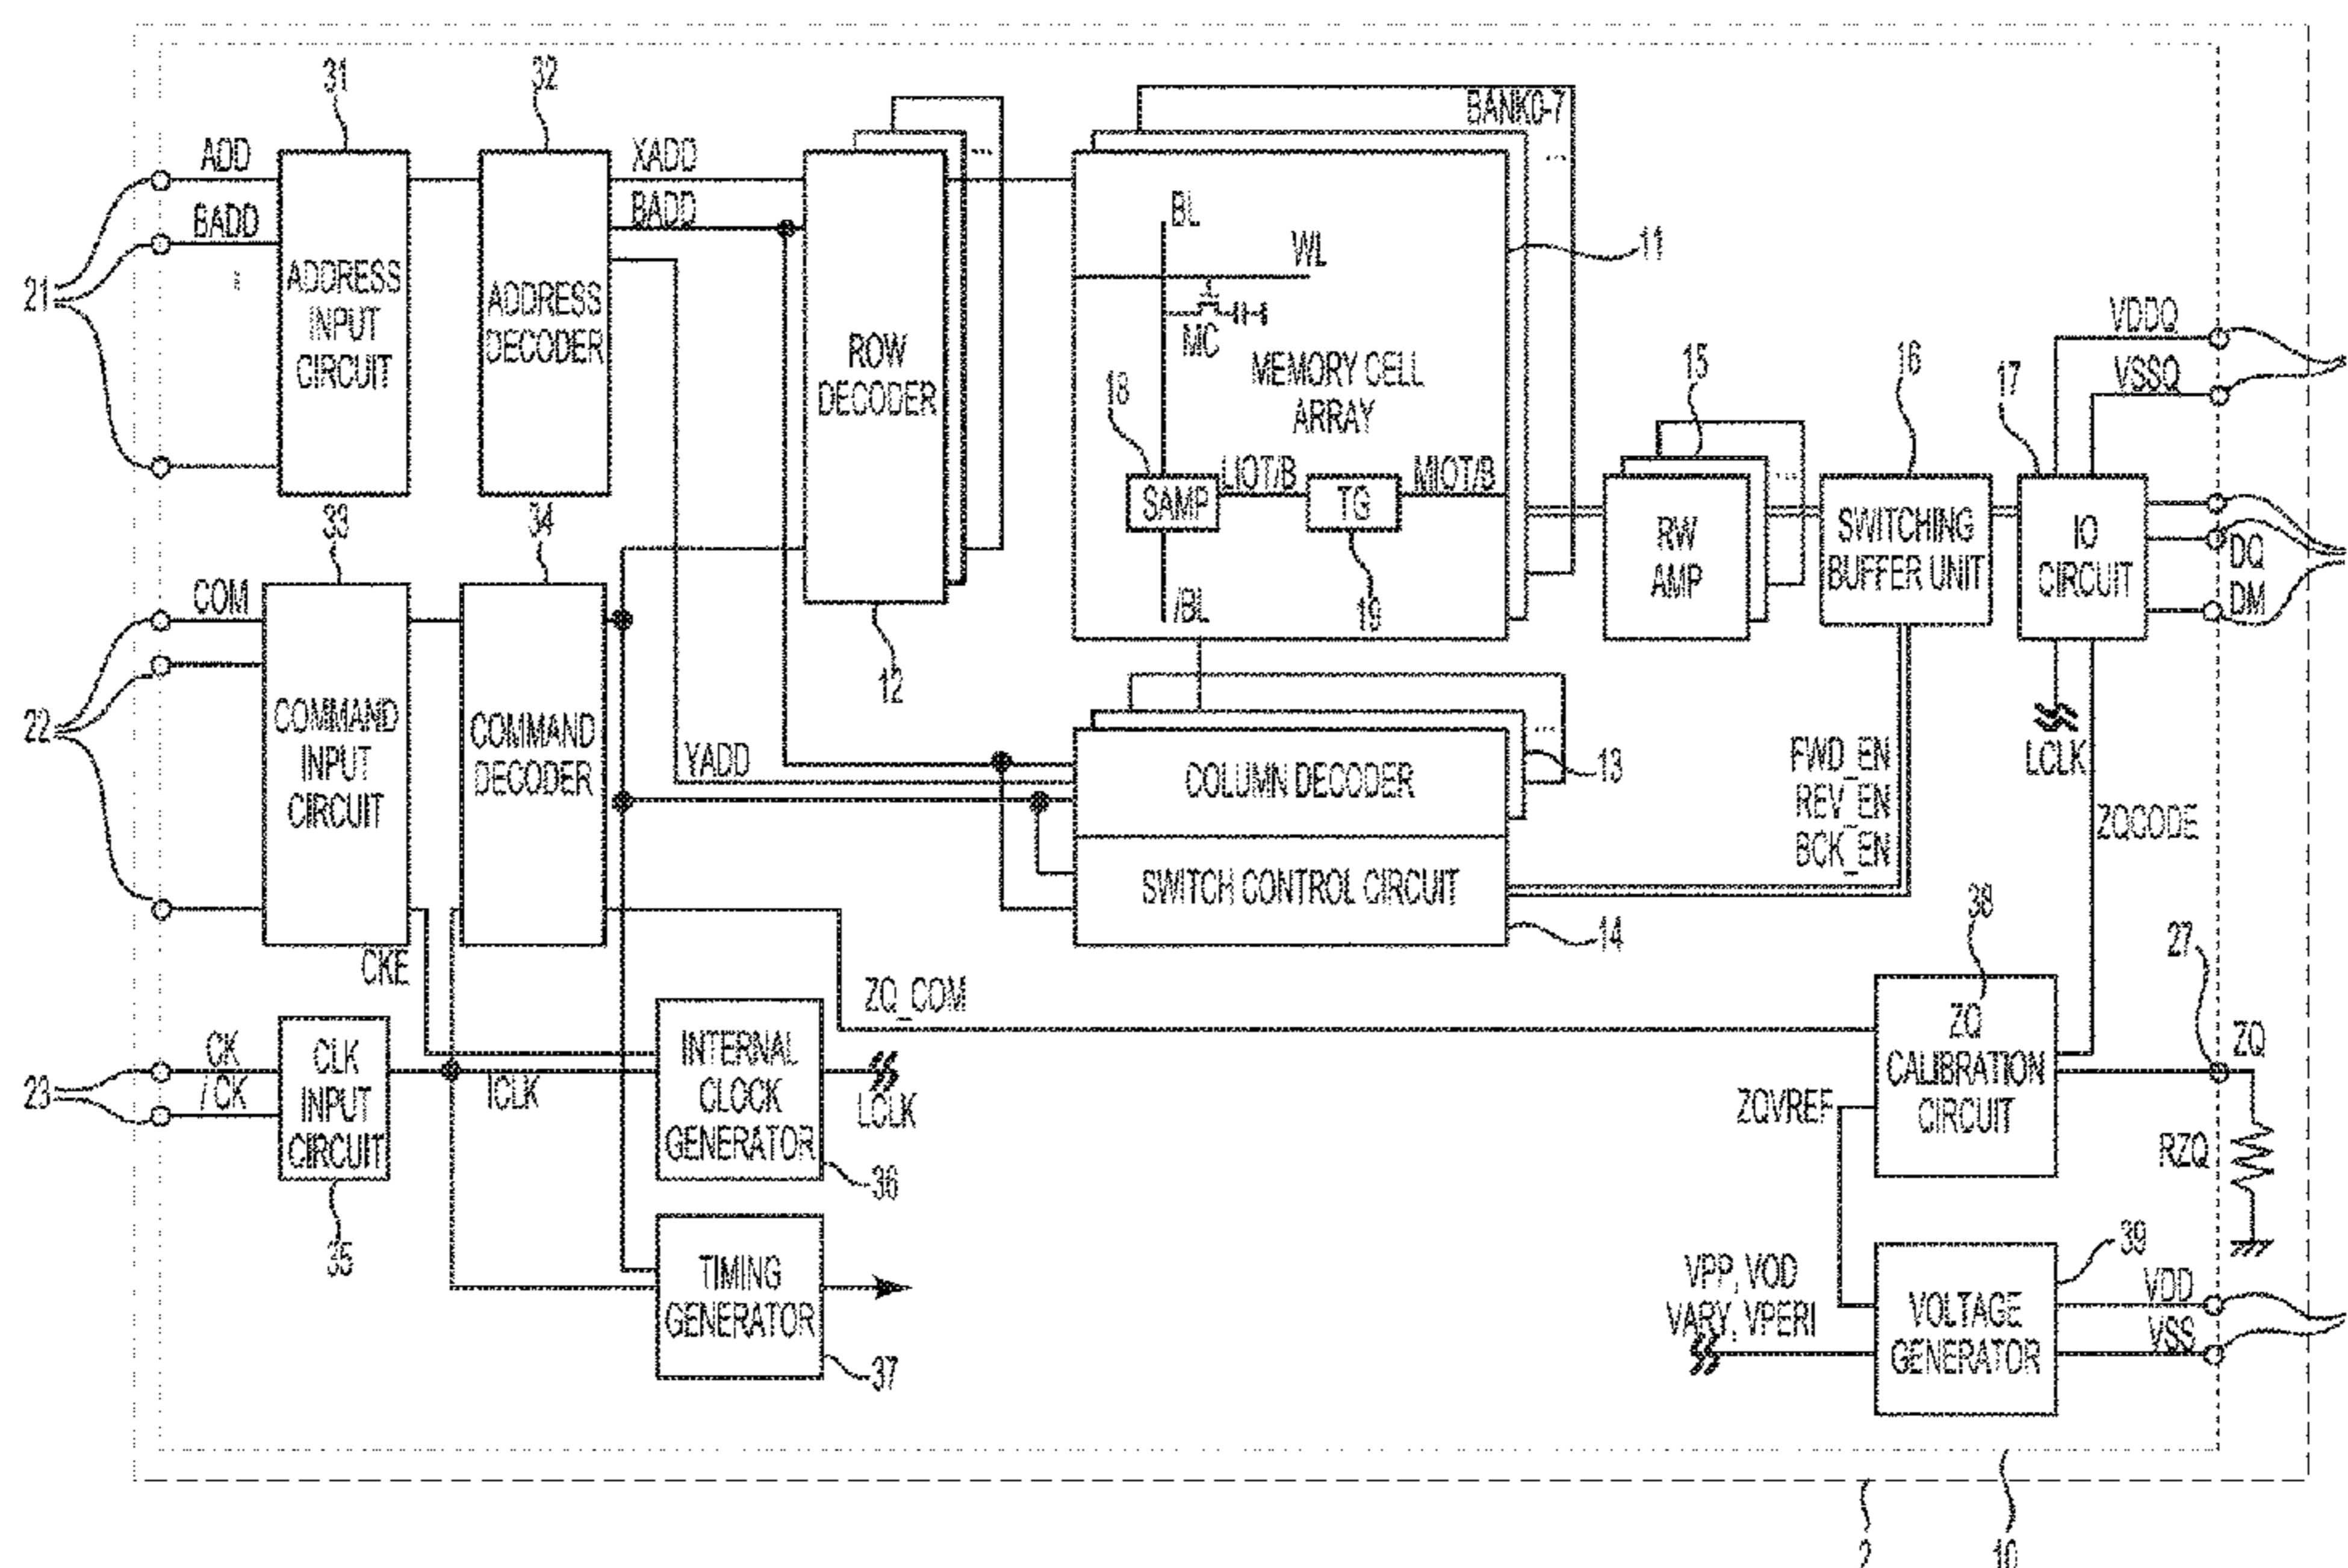 31
32
BANK0-7
ADD
XADD
...
...
BADD
BADD
BL
WL
11
21
ADDRESS
INPUT
CIRCUIT
ADDRESS
DECODER
ROW
DECODER
MC
MEMORY CELL
ARRAY
18
15
16
17
VDDQ
VSSQ
SAMP
LIOT/B
TG
MIOT/B
...
RW
AMP
SWITCHING
BUFFER UNIT
IO
CIRCUIT
DQ
DM
33
34
COM
/BL
19
12
22
COMMAND
INPUT
CIRCUIT
COMMAND
DECODER
YADD
...
COLUMN DECODER
13
FWD_EN
REV_EN
BCK_EN
LCLK
ZQCODE
SWITCH CONTROL CIRCUIT
14
38
27
CKE
ZQ_COM
CK
/CK
23
CLK
INPUT
CIRCUIT
ICLK
INTERNAL
CLOCK
GENERATOR
LCLK
ZQ
CALIBRATION
CIRCUIT
ZQ
ZQVREF
RZQ
36
35
39
TIMING
GENERATOR
VPP, VOD
VARY, VPERI
VOLTAGE
GENERATOR
VDD
VSS
37
2
10